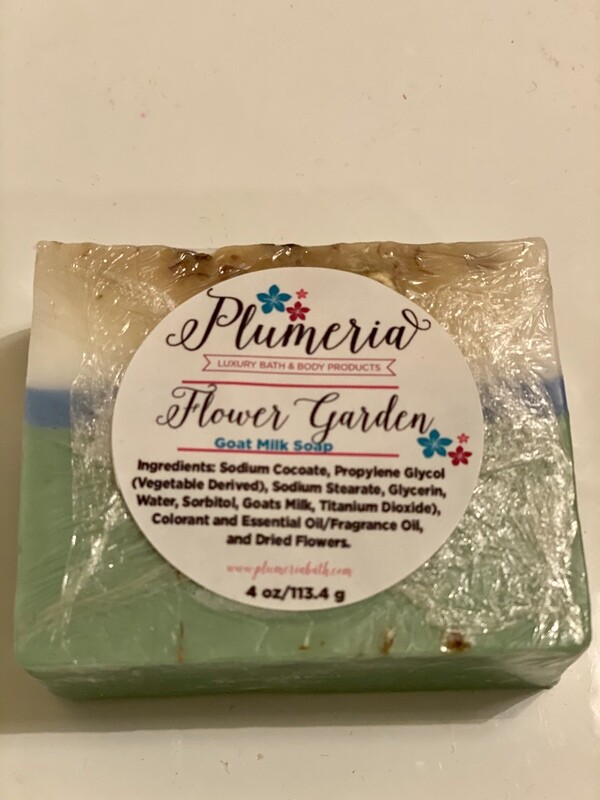 Plumeria
LUXURY BATH & BODY PRODUCTS
Flower Garden
Goat Milk Soap
Ingredients: Sodium Cocoate, Propylene Glycol
(Vegetable Derived), Sodium Stearate, Glycerin,
Water, Sorbitol, Goats Milk, Titanium Dioxide),
Colorant and Essential Oil/Fragrance Oil,
and Dried Flowers.
www.plumeriabath.com
4 oz/113.4 g